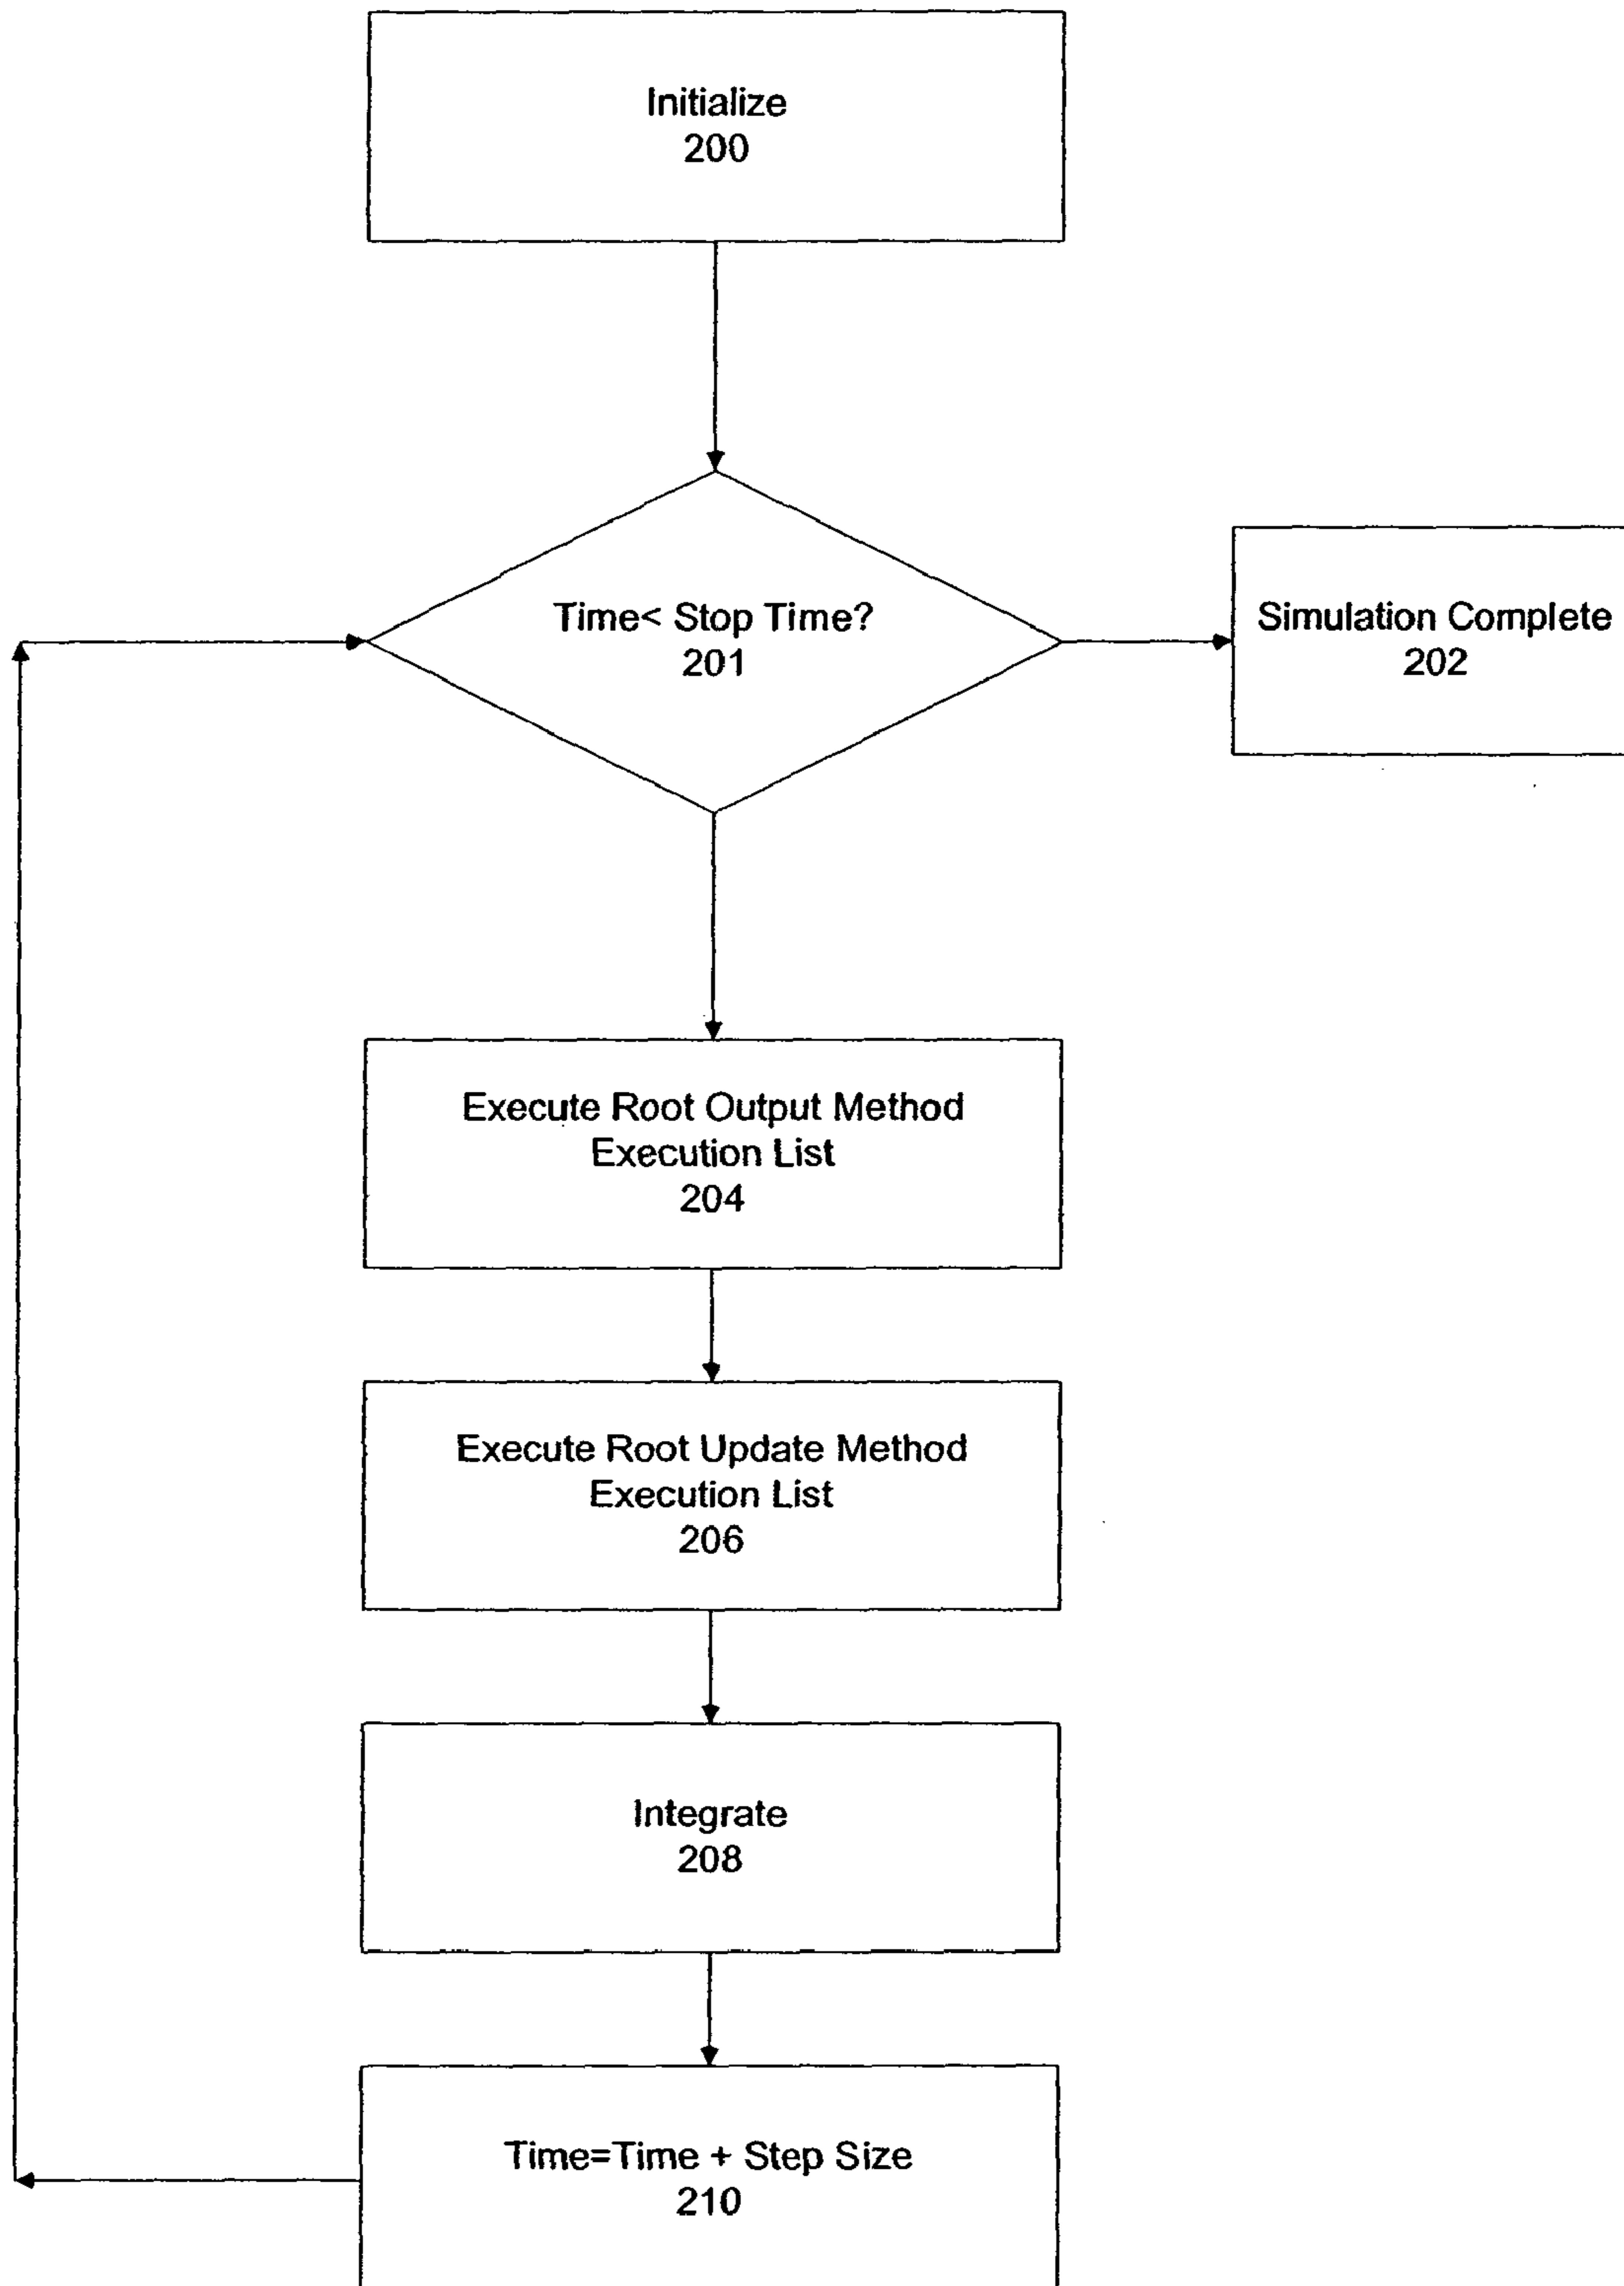 Initialize
200
Time< Stop Time?
201
Simulation Complete
202
Execute Root Output Method
Execution List
204
Execute Root Update Method
Execution List
206
Integrate
208
Time=Time + Step Size
210